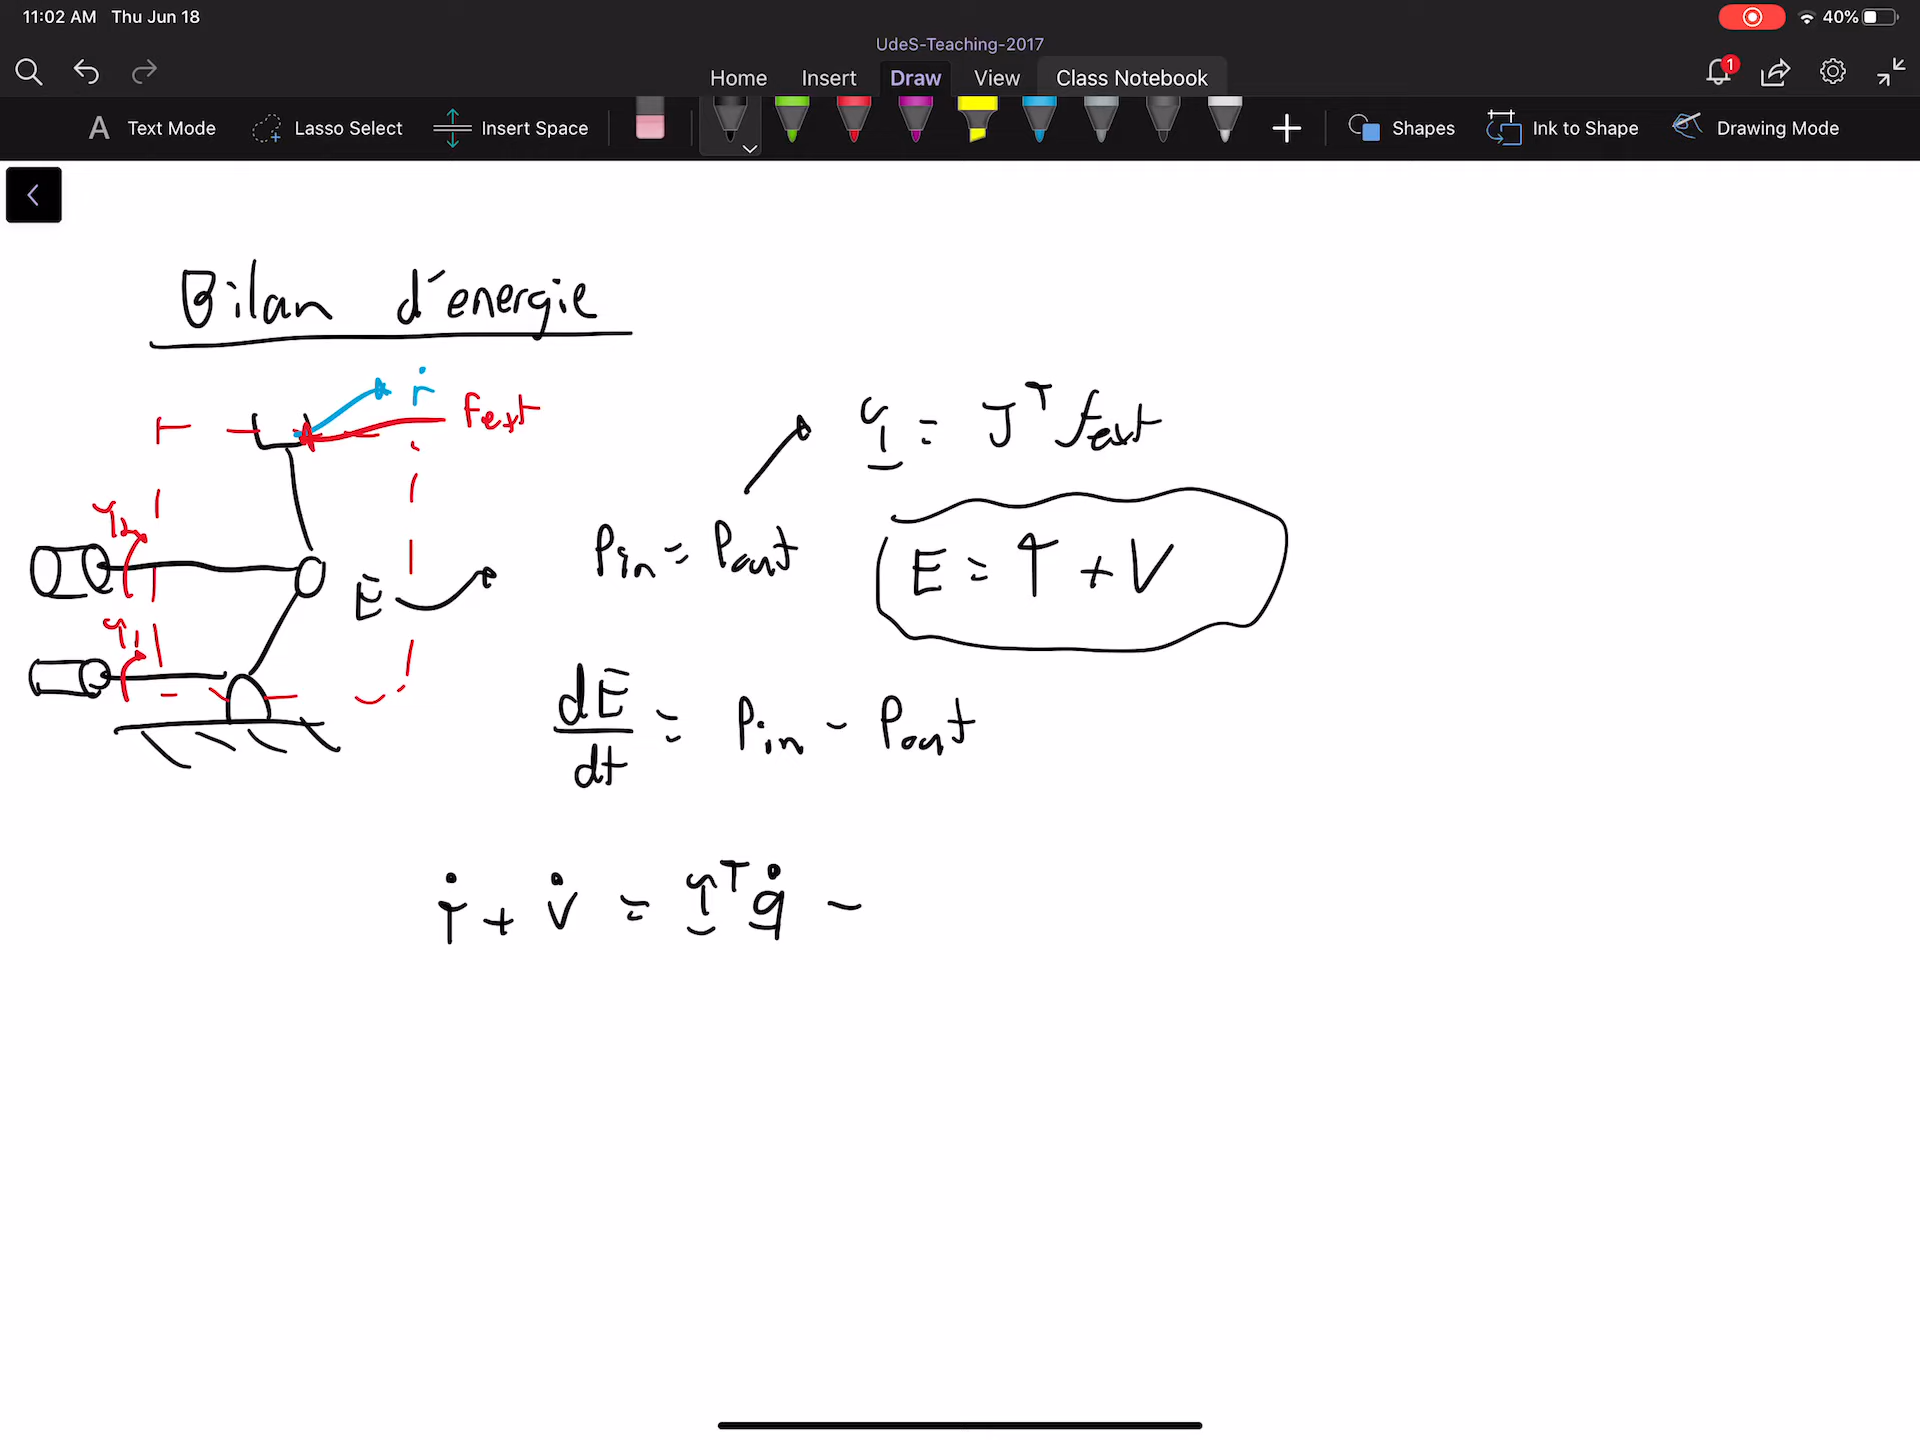 11:02 AM Thu Jun 18
40%
UdeS-Teaching-2017
Home Insert Draw View Class Notebook
1
Text Mode Lasso Select Insert Space Shapes Ink to Shape Drawing Mode
Bilan d'energie
ṙ
Fext
τ = Jᵀ fext
τ2
Pin = Pout
E = T + V
E
τ1
dE/dt = Pin - Pout
Ṫ + V̇ = τᵀ q̇ -